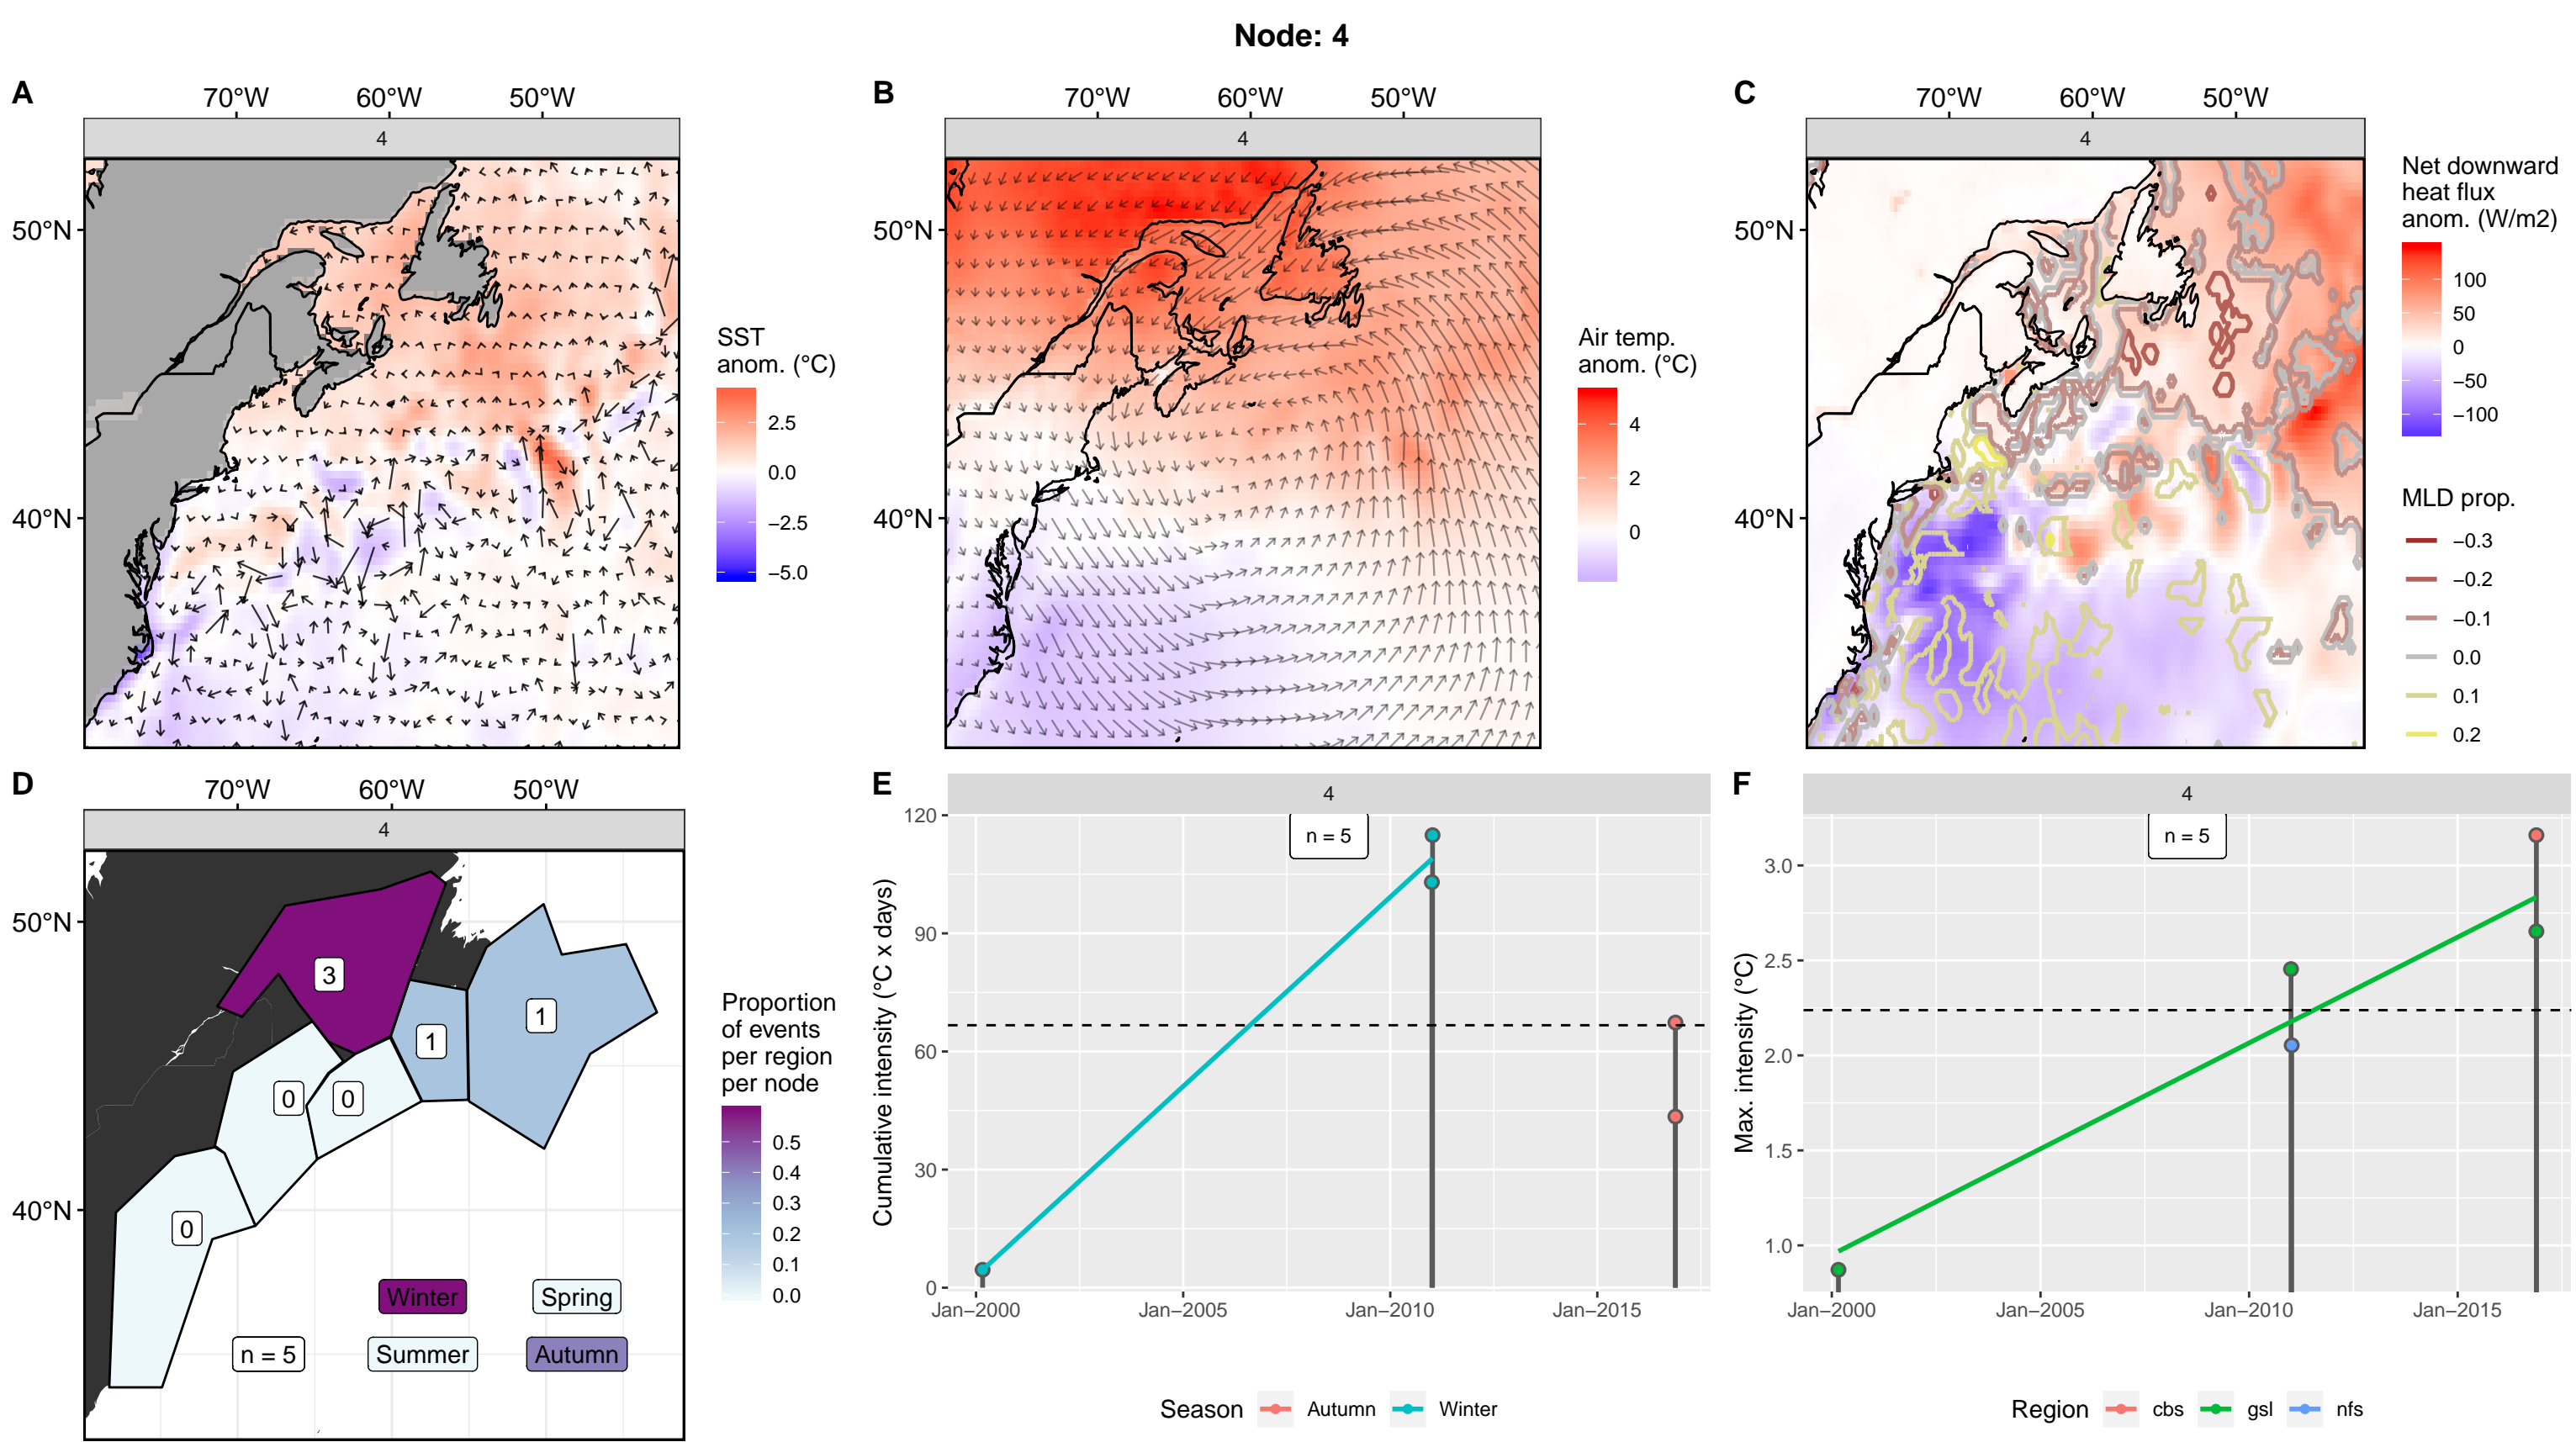 Node: 4
A
70°W 60°W 50°W
4
50°N
40°N
SST
anom. (°C)
2.5
0.0
−2.5
−5.0
B
70°W 60°W 50°W
4
50°N
40°N
Air temp.
anom. (°C)
4
2
0
C
70°W 60°W 50°W
4
50°N
40°N
Net downward
heat flux
anom. (W/m2)
100
50
0
−50
−100
MLD prop.
−0.3
−0.2
−0.1
0.0
0.1
0.2
D
70°W 60°W 50°W
4
50°N
40°N
3
1
1
0
0
0
Winter
Spring
n = 5
Summer
Autumn
Proportion
of events
per region
per node
0.5
0.4
0.3
0.2
0.1
0.0
E
4
n = 5
Cumulative intensity (°C x days)
120
90
60
30
0
Jan−2000 Jan−2005 Jan−2010 Jan−2015
Season Autumn Winter
F
4
n = 5
Max. intensity (°C)
3.0
2.5
2.0
1.5
1.0
Jan−2000 Jan−2005 Jan−2010 Jan−2015
Region cbs gsl nfs